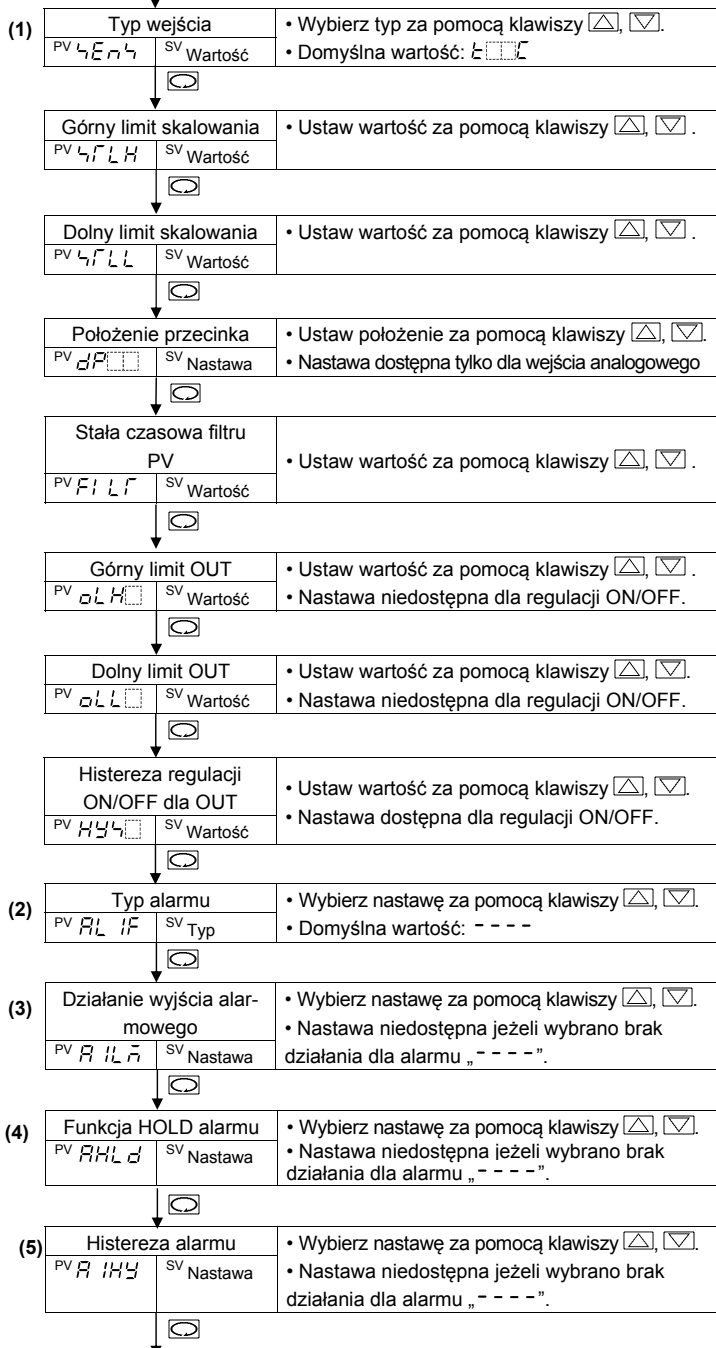 (1) Typ wejścia • Wybierz typ za pomocą klawiszy △, ▽.
PV SEnS SV Wartość • Domyślna wartość: t□□C
Górny limit skalowania • Ustaw wartość za pomocą klawiszy △, ▽ .
PV SrLH SV Wartość
Dolny limit skalowania • Ustaw wartość za pomocą klawiszy △, ▽ .
PV SrLL SV Wartość
Położenie przecinka • Ustaw położenie za pomocą klawiszy △, ▽.
PV dP□□ SV Nastawa • Nastawa dostępna tylko dla wejścia analogowego
Stała czasowa filtru
PV • Ustaw wartość za pomocą klawiszy △, ▽ .
PV FILT SV Wartość
Górny limit OUT • Ustaw wartość za pomocą klawiszy △, ▽ .
PV oLH□ SV Wartość • Nastawa niedostępna dla regulacji ON/OFF.
Dolny limit OUT • Ustaw wartość za pomocą klawiszy △, ▽.
PV oLL□ SV Wartość • Nastawa niedostępna dla regulacji ON/OFF.
Histereza regulacji • Ustaw wartość za pomocą klawiszy △, ▽.
ON/OFF dla OUT • Nastawa dostępna dla regulacji ON/OFF.
PV HYS□ SV Wartość
(2) Typ alarmu • Wybierz nastawę za pomocą klawiszy △, ▽.
PV AL1F SV Typ • Domyślna wartość: - - - -
(3) Działanie wyjścia alar- • Wybierz nastawę za pomocą klawiszy △, ▽.
mowego • Nastawa niedostępna jeżeli wybrano brak
PV A1LM SV Nastawa działania dla alarmu „- - - -”.
(4) Funkcja HOLD alarmu • Wybierz nastawę za pomocą klawiszy △, ▽.
PV AHLd SV Nastawa • Nastawa niedostępna jeżeli wybrano brak
działania dla alarmu „- - - -”.
(5) Histereza alarmu • Wybierz nastawę za pomocą klawiszy △, ▽.
PV A1HY SV Nastawa • Nastawa niedostępna jeżeli wybrano brak
działania dla alarmu „- - - -”.